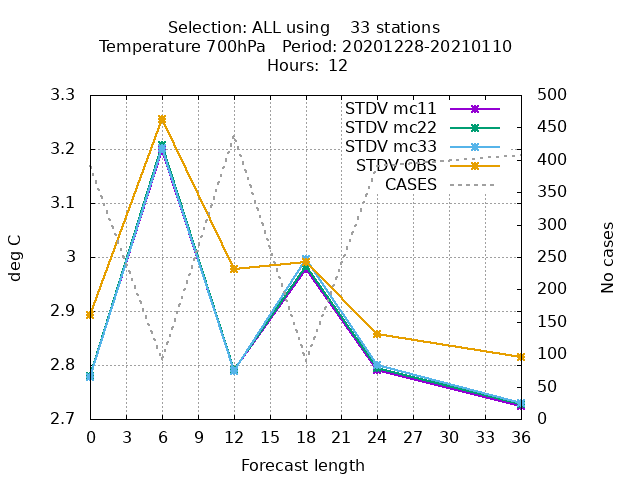 Selection: ALL using    33 stations
Temperature 700hPa   Period: 20201228-20210110
Hours:  12
3.3
3.2
3.1
3
2.9
2.8
2.7
deg C
STDV mc11
STDV mc22
STDV mc33
STDV OBS
CASES
500
450
400
350
300
250
200
150
100
50
0
No cases
0 3 6 9 12 15 18 21 24 27 30 33 36
Forecast length